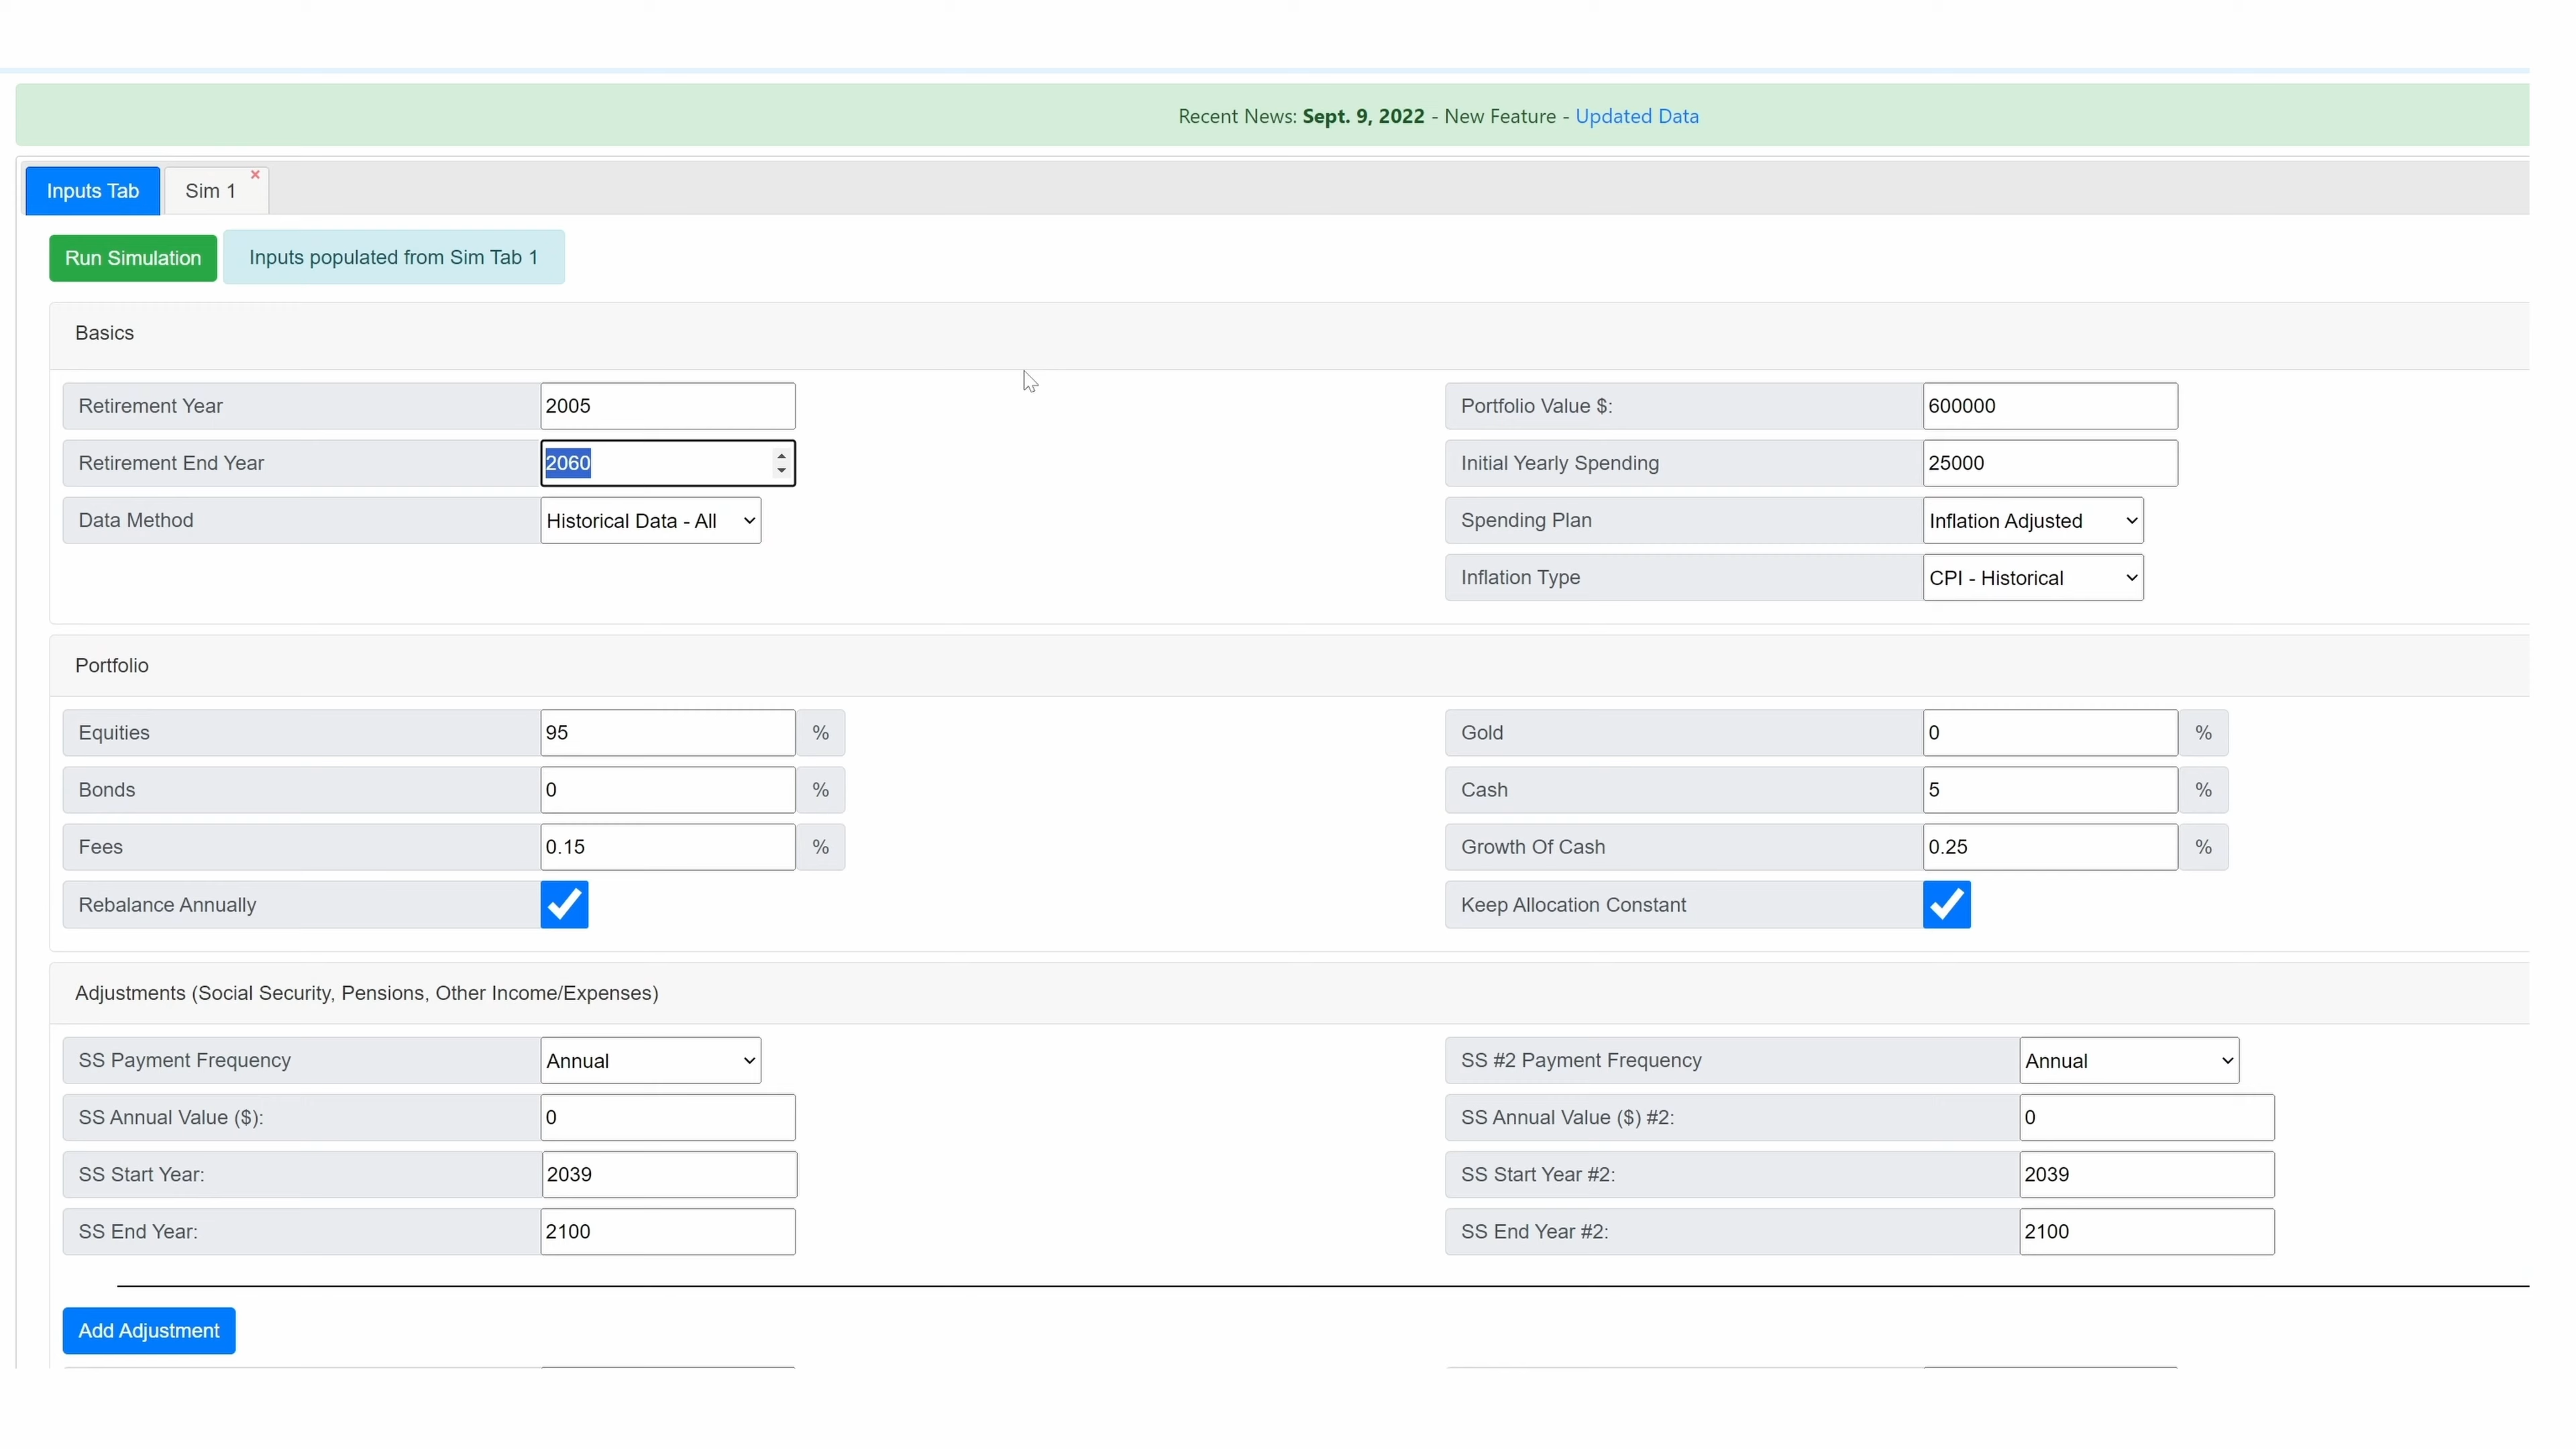 Recent News: Sept. 9, 2022 - New Feature - Updated Data
Inputs Tab
Sim 1 ×
Run Simulation
Inputs populated from Sim Tab 1
Basics
Retirement Year 2005
Portfolio Value $: 600000
Retirement End Year 2060
Initial Yearly Spending 25000
Data Method Historical Data - All
Spending Plan Inflation Adjusted
Inflation Type CPI - Historical
Portfolio
Equities 95 %
Gold 0 %
Bonds 0 %
Cash 5 %
Fees 0.15 %
Growth Of Cash 0.25 %
Rebalance Annually
Keep Allocation Constant
Adjustments (Social Security, Pensions, Other Income/Expenses)
SS Payment Frequency Annual
SS #2 Payment Frequency Annual
SS Annual Value ($): 0
SS Annual Value ($) #2: 0
SS Start Year: 2039
SS Start Year #2: 2039
SS End Year: 2100
SS End Year #2: 2100
Add Adjustment